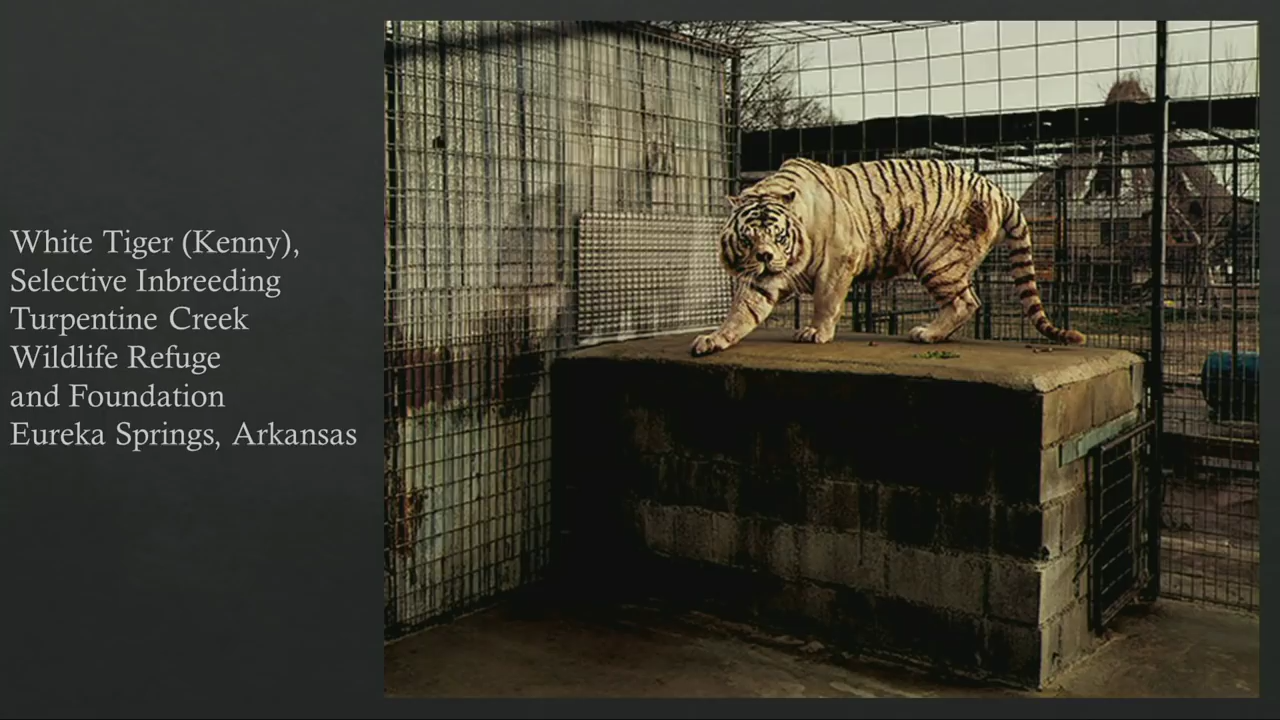 White Tiger (Kenny),
Selective Inbreeding
Turpentine Creek
Wildlife Refuge
and Foundation
Eureka Springs, Arkansas